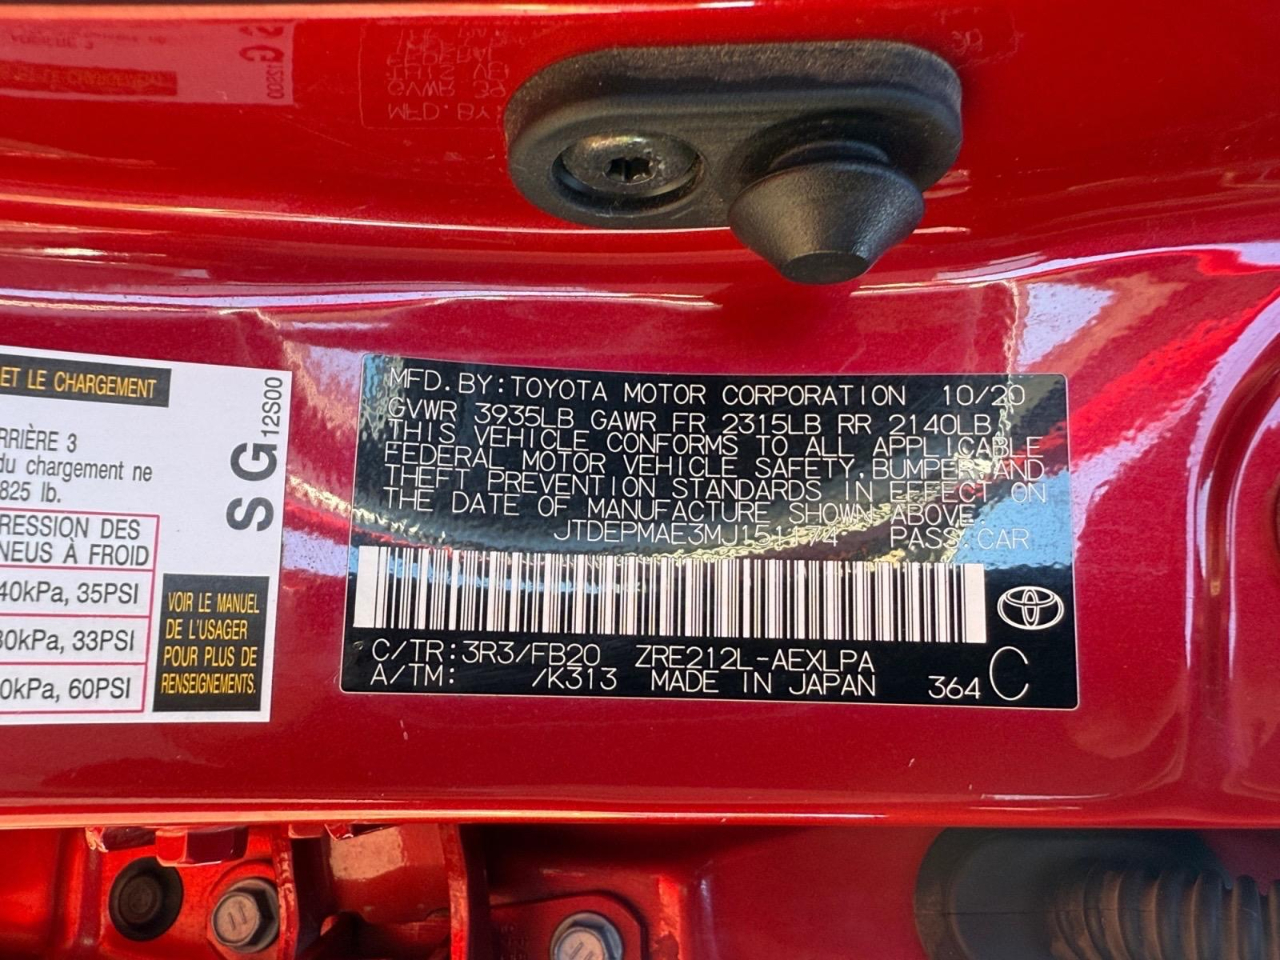 ET LE CHARGEMENT
RRIÈRE 3
du chargement ne
825 lb.
RESSION DES
NEUS À FROID
40kPa, 35PSI
30kPa, 33PSI
0kPa, 60PSI
SG
12S00
VOIR LE MANUEL
DE L'USAGER
POUR PLUS DE
RENSEIGNEMENTS.
MFD. BY: TOYOTA MOTOR CORPORATION 10/20
GVWR 3935LB GAWR FR 2315LB RR 2140LB
THIS VEHICLE CONFORMS TO ALL APPLICABLE
FEDERAL MOTOR VEHICLE SAFETY, BUMPER, AND
THEFT PREVENTION STANDARDS IN EFFECT ON
THE DATE OF MANUFACTURE SHOWN ABOVE.
JTDEPMAE3MJ151174 PASS. CAR
C/TR: 3R3/FB20 ZRE212L-AEXLPA
A/TM: /K313 MADE IN JAPAN 364 C